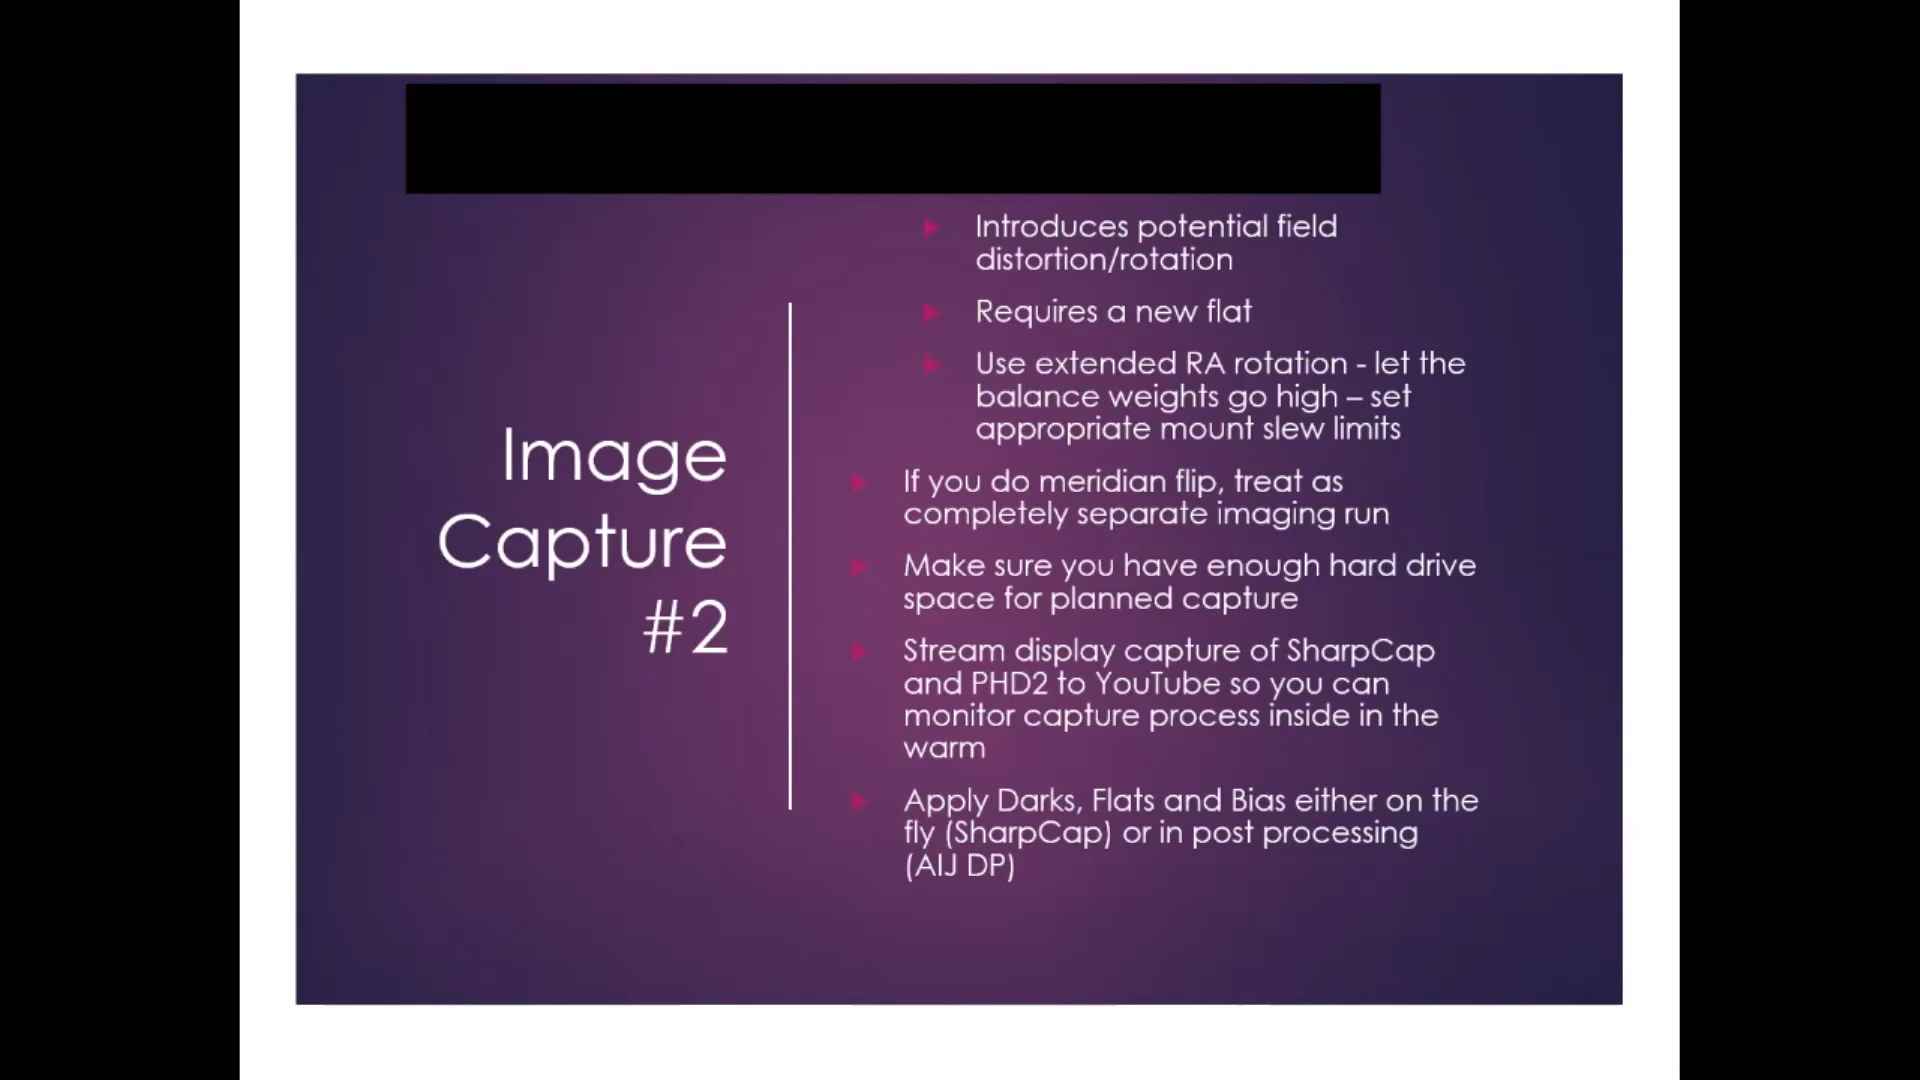 Image
Capture
#2
Introduces potential field
distortion/rotation
Requires a new flat
Use extended RA rotation - let the
balance weights go high – set
appropriate mount slew limits
If you do meridian flip, treat as
completely separate imaging run
Make sure you have enough hard drive
space for planned capture
Stream display capture of SharpCap
and PHD2 to YouTube so you can
monitor capture process inside in the
warm
Apply Darks, Flats and Bias either on the
fly (SharpCap) or in post processing
(AIJ DP)